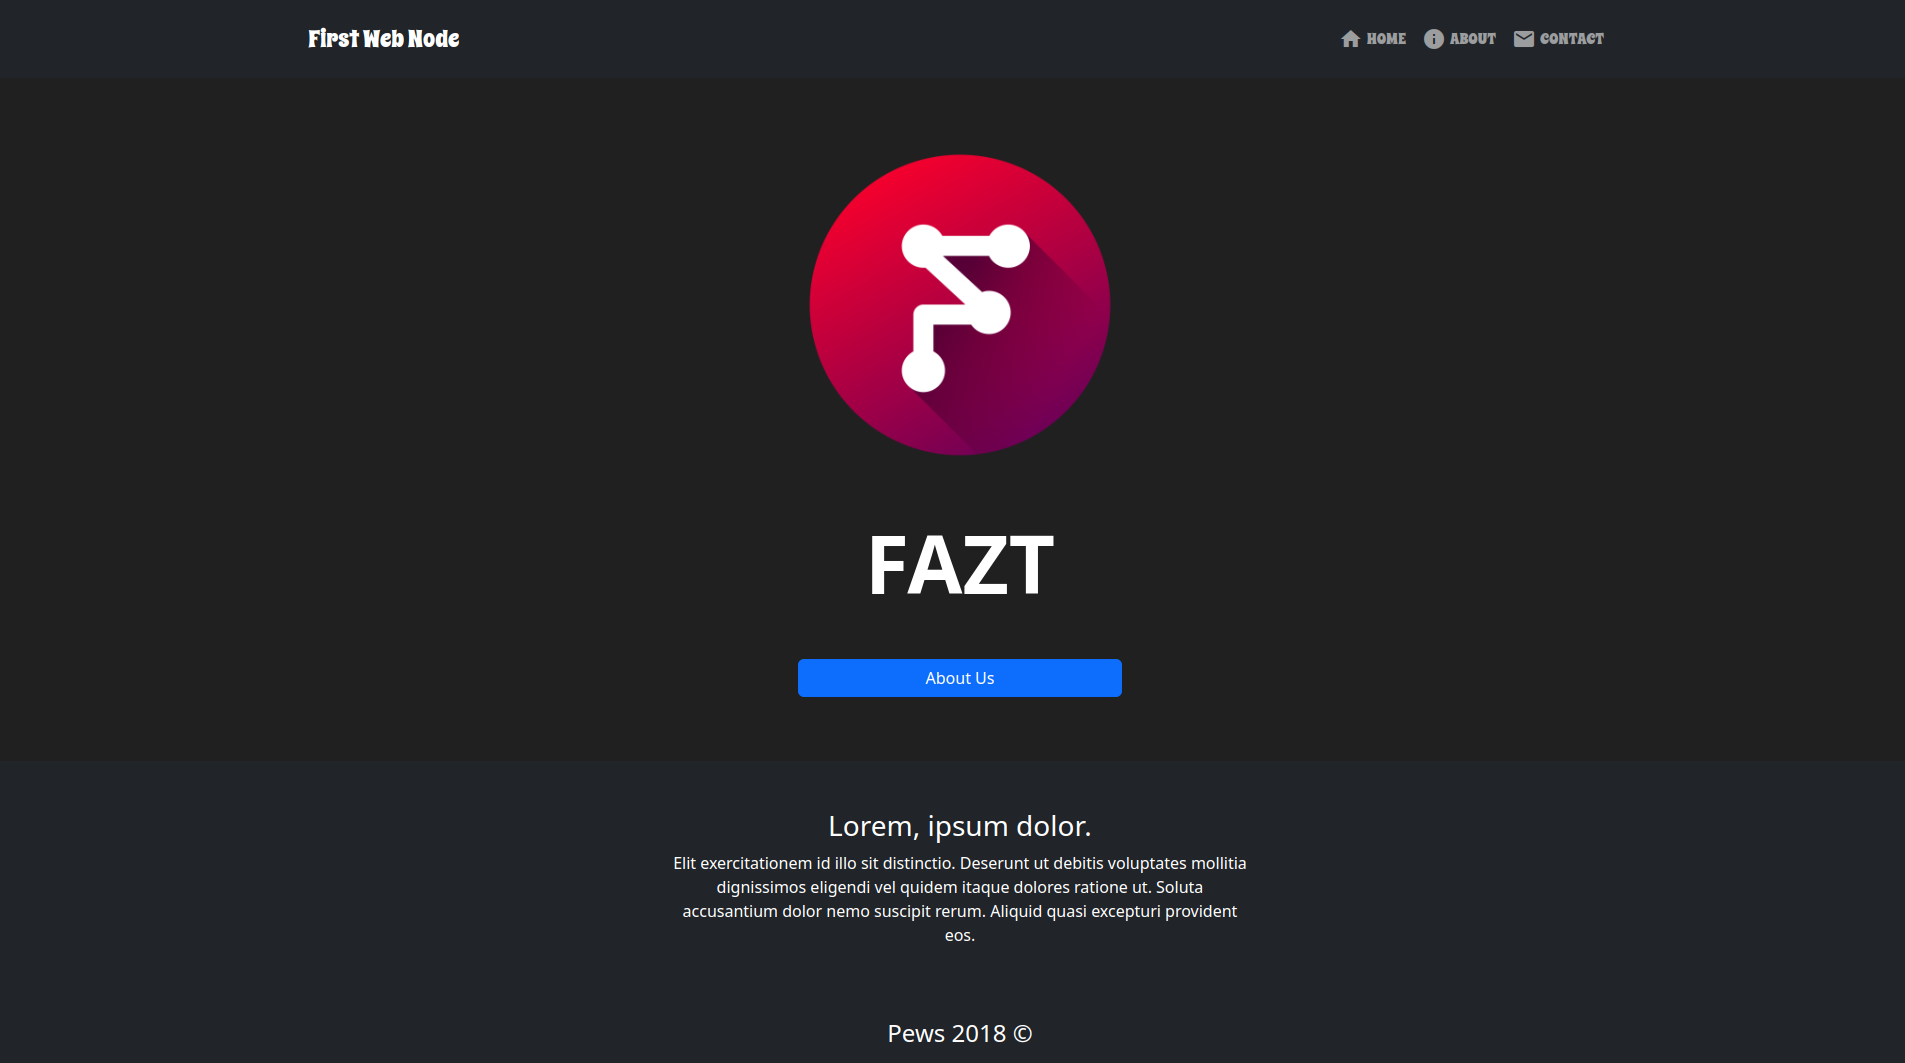 First Web Node
HOME
ABOUT
CONTACT
FAZT
About Us
Lorem, ipsum dolor.
Elit exercitationem id illo sit distinctio. Deserunt ut debitis voluptates mollitia
dignissimos eligendi vel quidem itaque dolores ratione ut. Soluta
accusantium dolor nemo suscipit rerum. Aliquid quasi excepturi provident
eos.
Pews 2018 ©